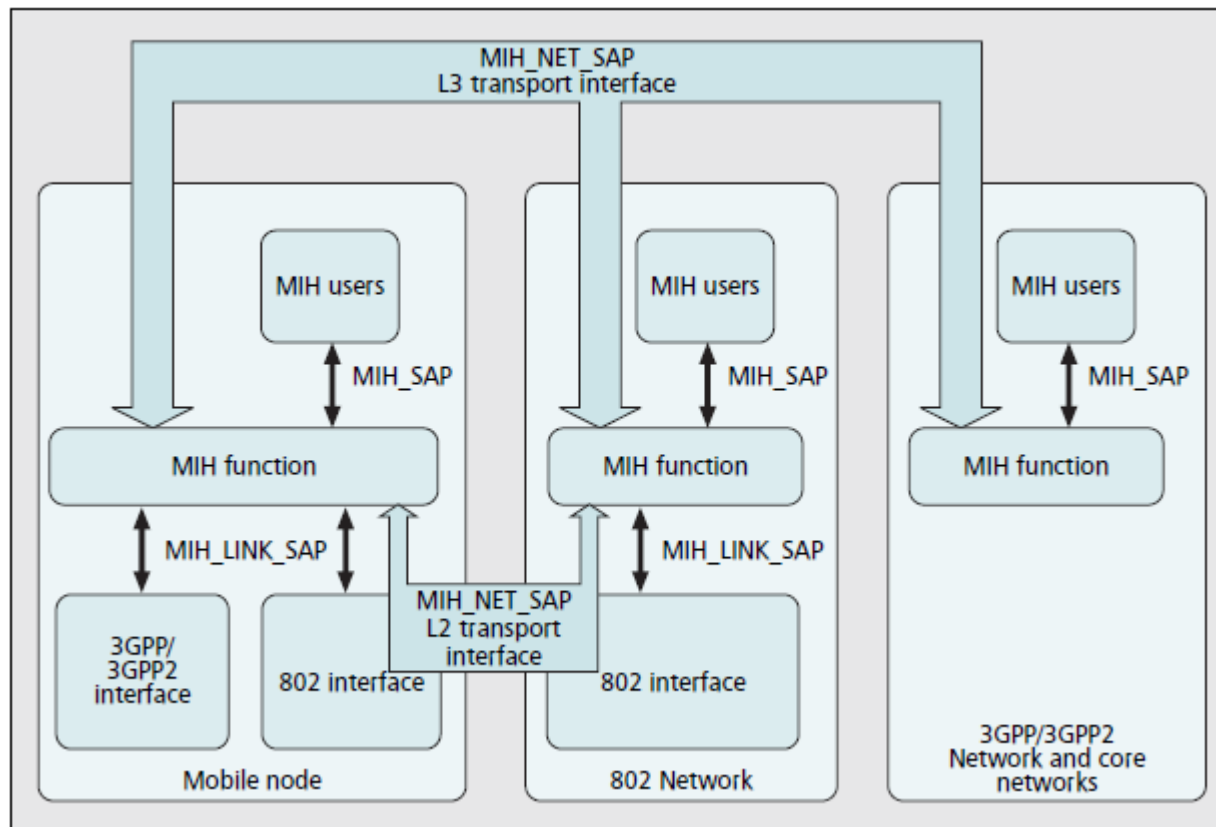 MIH_NET_SAP
L3 transport interface
MIH users
MIH_SAP
MIH function
MIH_LINK_SAP
3GPP/
3GPP2
interface
802 interface
Mobile node
MIH_NET_SAP
L2 transport
interface
MIH users
MIH_SAP
MIH function
MIH_LINK_SAP
802 interface
802 Network
MIH users
MIH_SAP
MIH function
3GPP/3GPP2
Network and core
networks